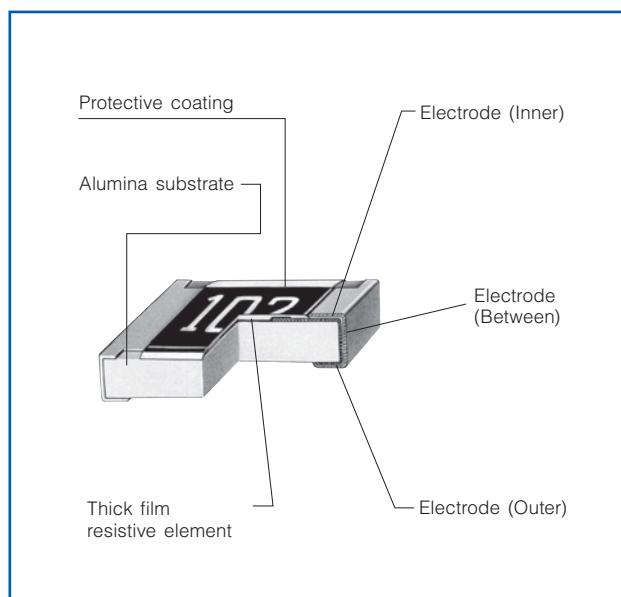 Protective coating
Electrode (Inner)
Alumina substrate
102
Electrode
(Between)
Thick film
resistive element
Electrode (Outer)